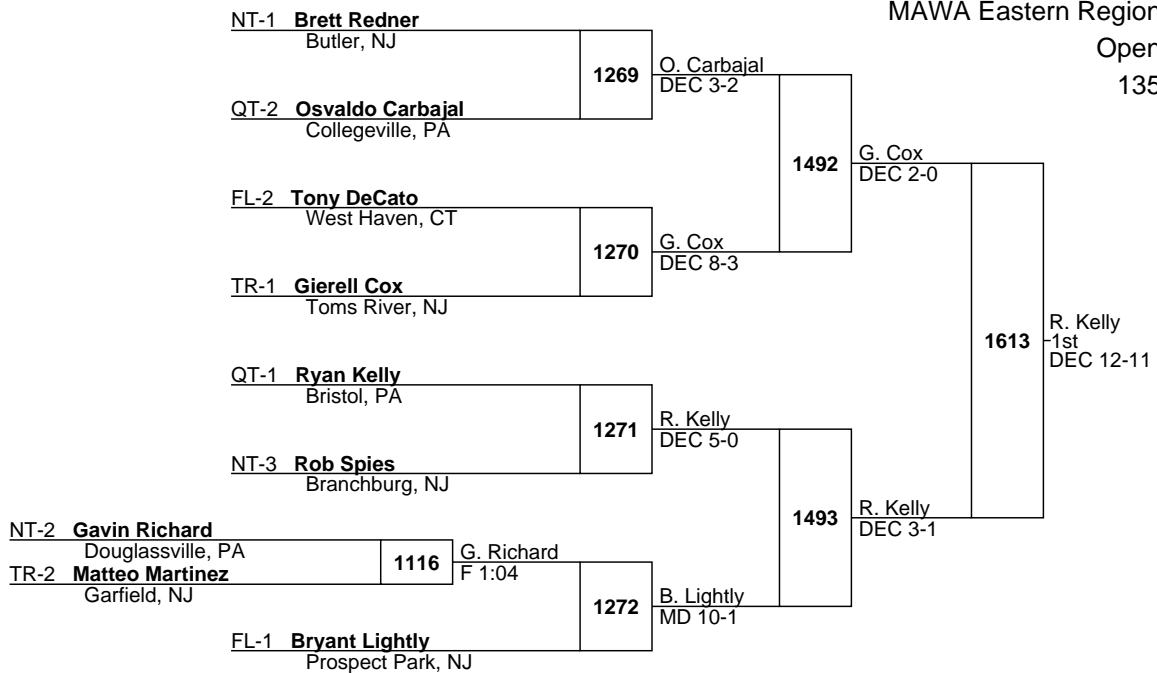 MAWA Eastern Region
Open
135
NT-1 Brett Redner
Butler, NJ
1269
O. Carbajal
DEC 3-2
QT-2 Osvaldo Carbajal
Collegeville, PA
1492
G. Cox
DEC 2-0
FL-2 Tony DeCato
West Haven, CT
1270
G. Cox
DEC 8-3
TR-1 Gierell Cox
Toms River, NJ
1613
R. Kelly
1st
DEC 12-11
QT-1 Ryan Kelly
Bristol, PA
1271
R. Kelly
DEC 5-0
NT-3 Rob Spies
Branchburg, NJ
1493
R. Kelly
DEC 3-1
NT-2 Gavin Richard
Douglassville, PA
1116
G. Richard
F 1:04
TR-2 Matteo Martinez
Garfield, NJ
1272
B. Lightly
MD 10-1
FL-1 Bryant Lightly
Prospect Park, NJ